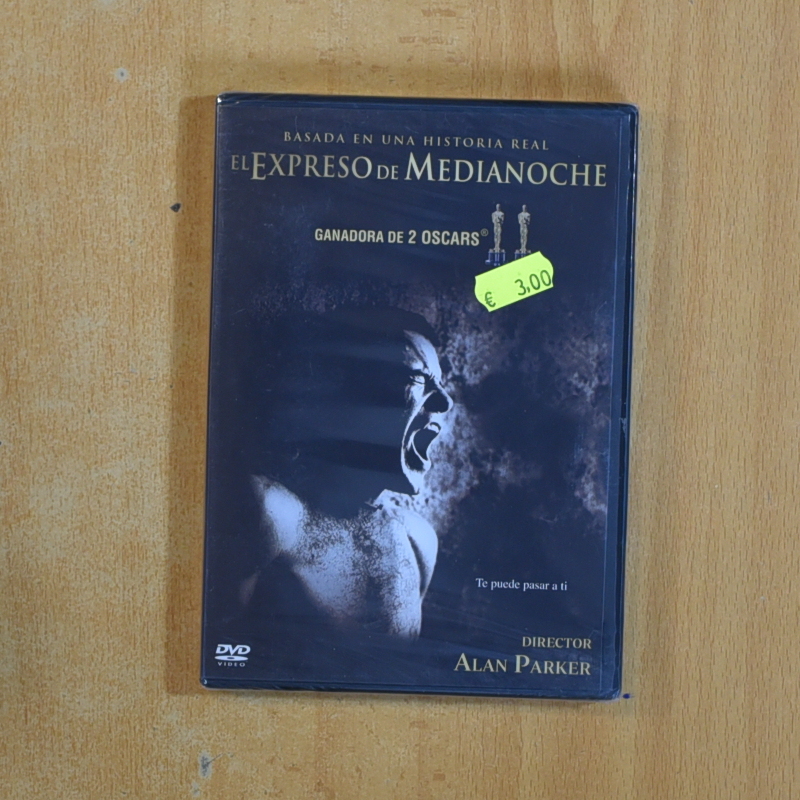 BASADA EN UNA HISTORIA REAL
EL EXPRESO DE MEDIANOCHE
GANADORA DE 2 OSCARS®
€ 3,00
Te puede pasar a ti
DIRECTOR
ALAN PARKER
DVD
VIDEO